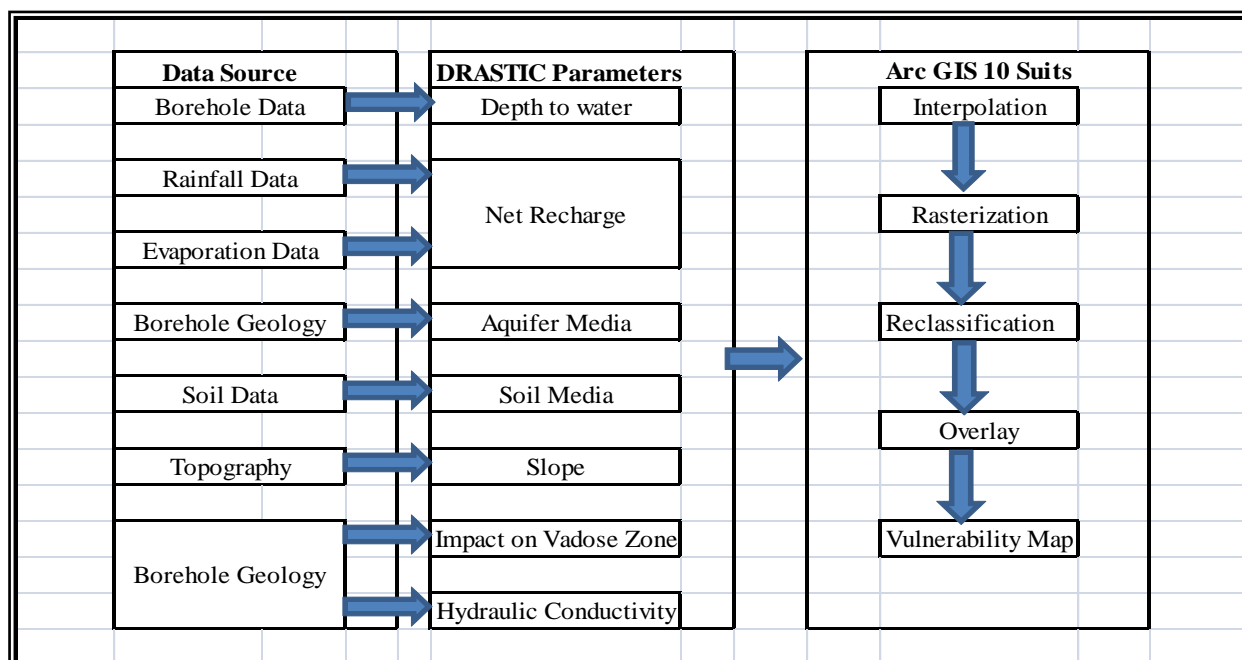 Data Source
Borehole Data
Rainfall Data
Evaporation Data
Borehole Geology
Soil Data
Topography
Borehole Geology
DRASTIC Parameters
Depth to water
Net Recharge
Aquifer Media
Soil Media
Slope
Impact on Vadose Zone
Hydraulic Conductivity
Arc GIS 10 Suits
Interpolation
Rasterization
Reclassification
Overlay
Vulnerability Map